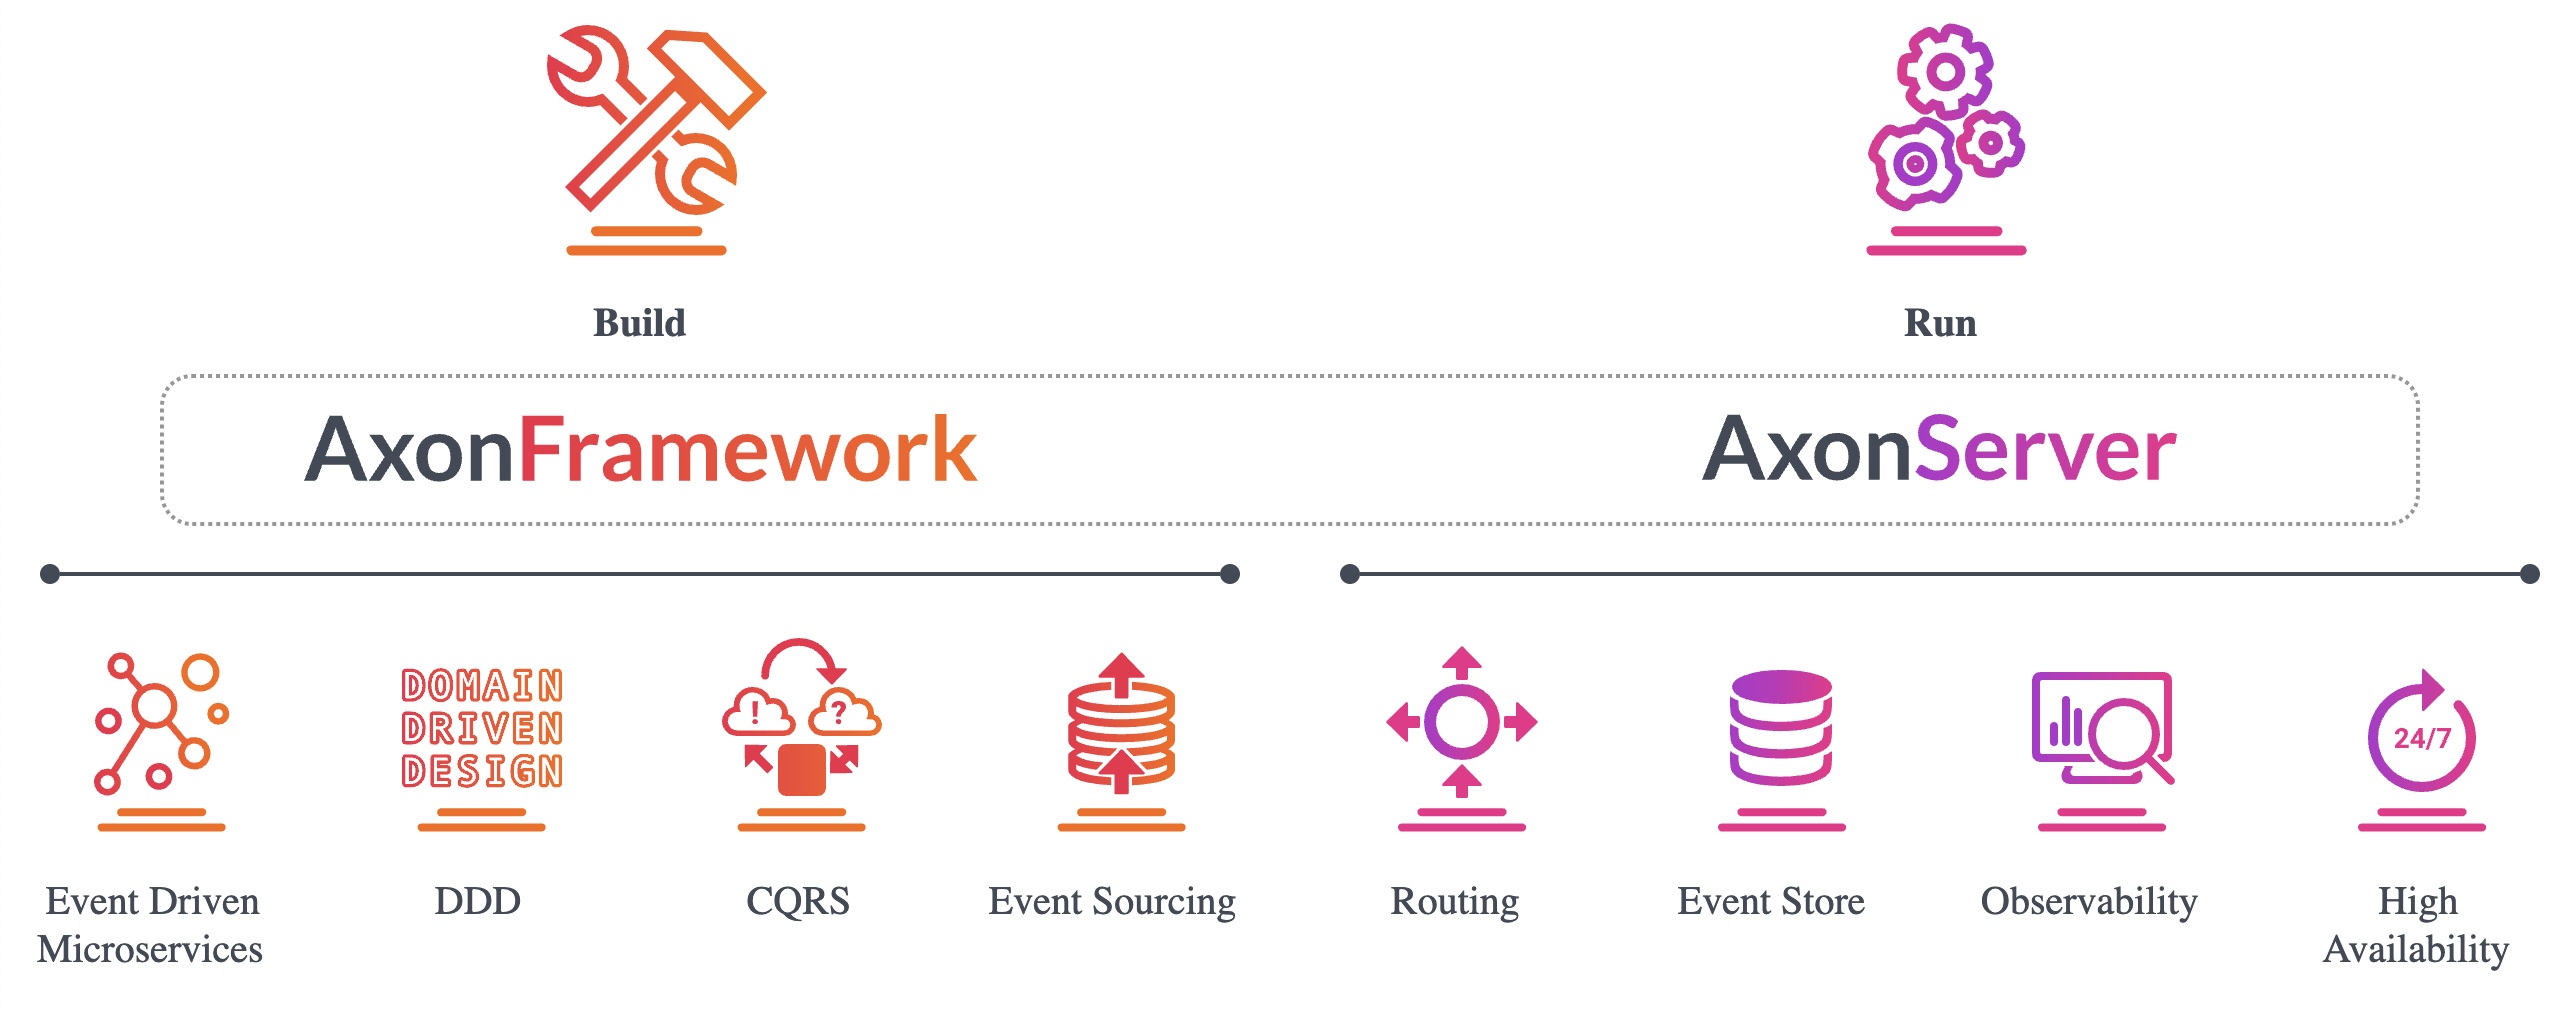 Build
Run
AxonFramework
AxonServer
DOMAIN
DRIVEN
DESIGN
!
?
24/7
Event Driven
Microservices
DDD
CQRS
Event Sourcing
Routing
Event Store
Observability
High
Availability